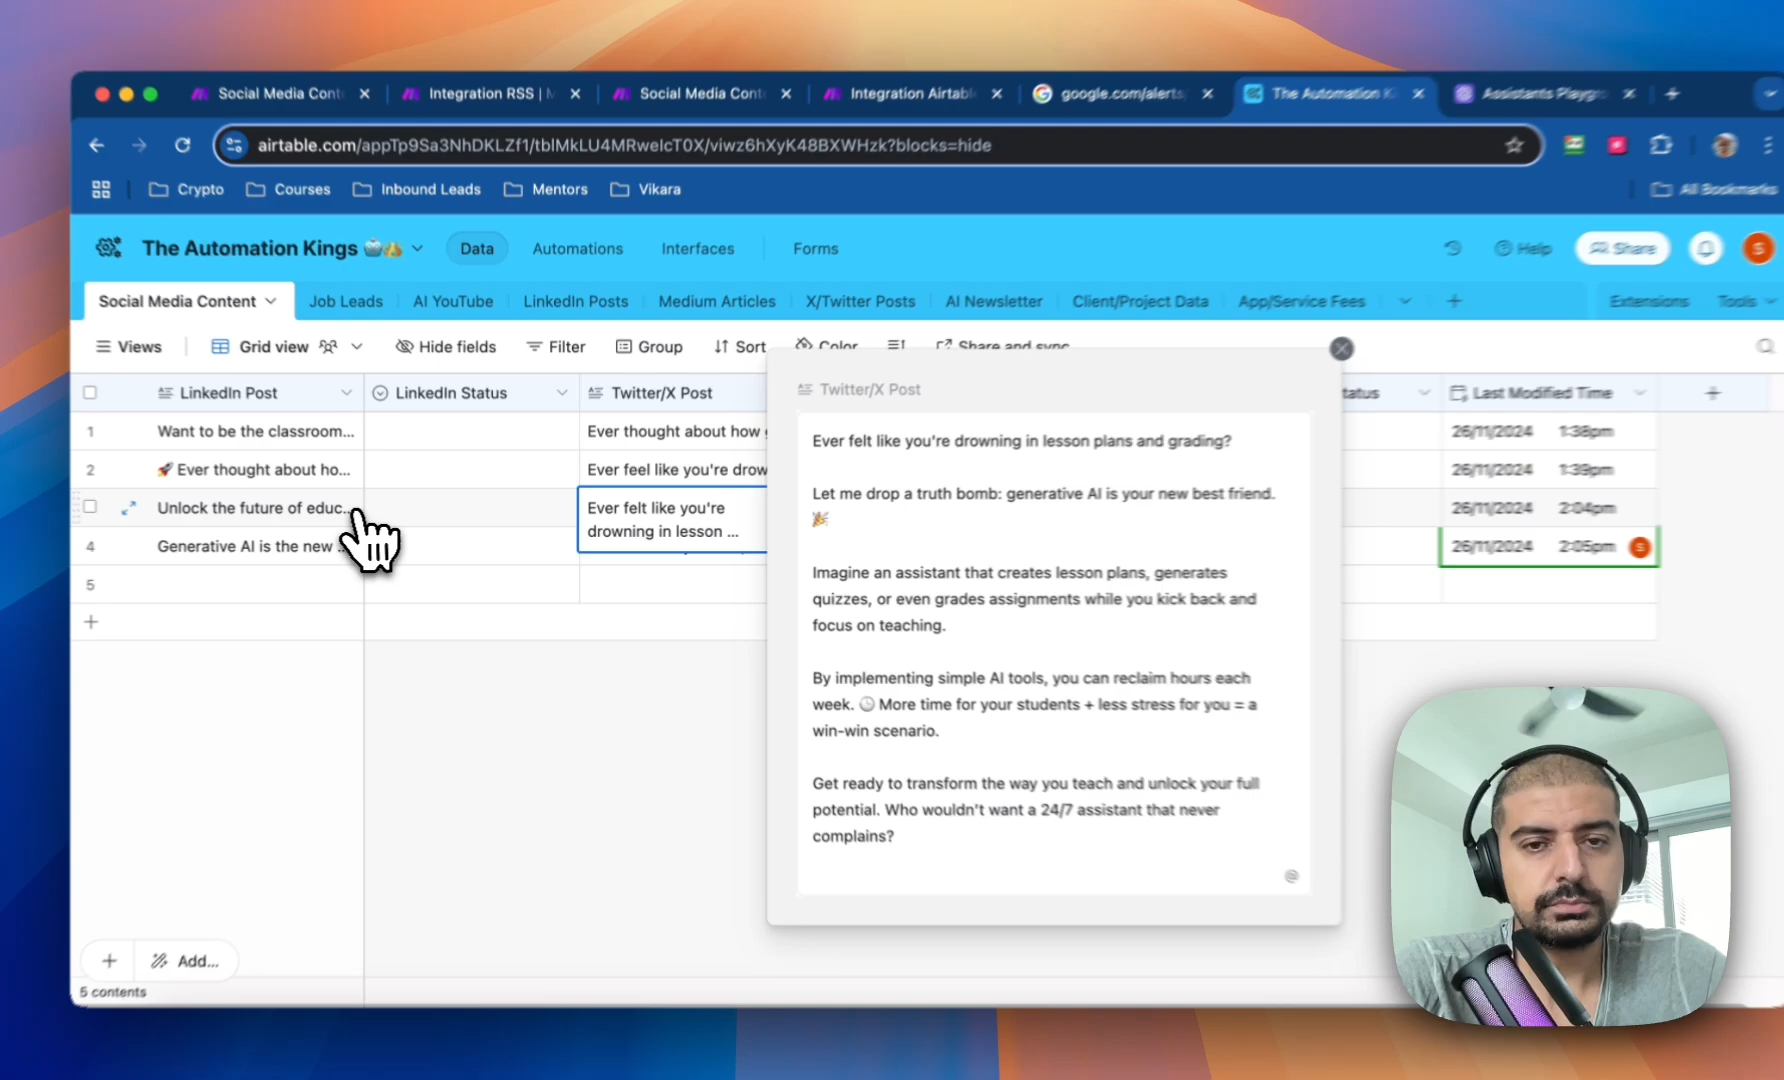 Social Media Cont
Integration RSS | M
Social Media Cont
Integration Airtabl
google.com/alerts
The Automation K
Assistants Playgr
airtable.com/appTp9Sa3NhDKLZf1/tblMkLU4MRweIcT0X/viwz6hXyK48BXWHzk?blocks=hide
Crypto
Courses
Inbound Leads
Mentors
Vikara
All Bookmarks
The Automation Kings
Data
Automations
Interfaces
Forms
Help
Share
S
Social Media Content
Job Leads
AI YouTube
LinkedIn Posts
Medium Articles
X/Twitter Posts
AI Newsletter
Client/Project Data
App/Service Fees
Extensions
Tools
Views
Grid view
Hide fields
Filter
Group
Sort
Color
Share and sync
LinkedIn Post
LinkedIn Status
Twitter/X Post
tatus
Last Modified Time
1
Want to be the classroom...
Ever thought about how
26/11/2024 1:38pm
2
🚀 Ever thought about ho...
Ever feel like you're drow
26/11/2024 1:39pm
Unlock the future of educ...
Ever felt like you're
drowning in lesson ...
26/11/2024 2:04pm
4
Generative AI is the new
26/11/2024 2:05pm
S
5
Twitter/X Post
Ever felt like you're drowning in lesson plans and grading?
Let me drop a truth bomb: generative AI is your new best friend.
🎉
Imagine an assistant that creates lesson plans, generates
quizzes, or even grades assignments while you kick back and
focus on teaching.
By implementing simple AI tools, you can reclaim hours each
week. 🕒 More time for your students + less stress for you = a
win-win scenario.
Get ready to transform the way you teach and unlock your full
potential. Who wouldn't want a 24/7 assistant that never
complains?
Add...
5 contents